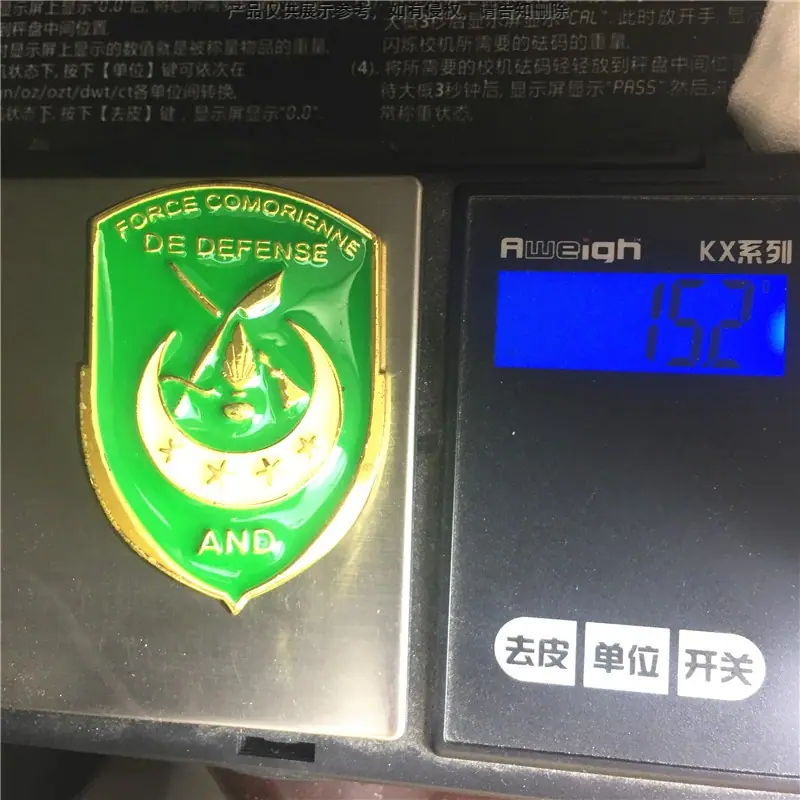 产品仅供展示参考，如有侵权，请告知删除
示屏上显示"0.0"后,
到秤盘中间位置.
时显示屏上显示的数值就是被称量物品的重量.
状态下,按下【单位】键可依次在
/oz/ozt/dwt/ct各单位间转换.
状态下.按下【去皮】键，显示屏显示"0.0".
CAL". 此时放开手,
闪烁校机所需要的砝码的重量.
(4). 将所需要的校机砝码轻轻放到秤盘中间位
待大概3秒钟后,显示屏显示"PASS".然后
常称重状态.
FORCE COMORIENNE
DE DEFENSE
AND
Aweigh KX系列
15.2
去皮 单位 开关